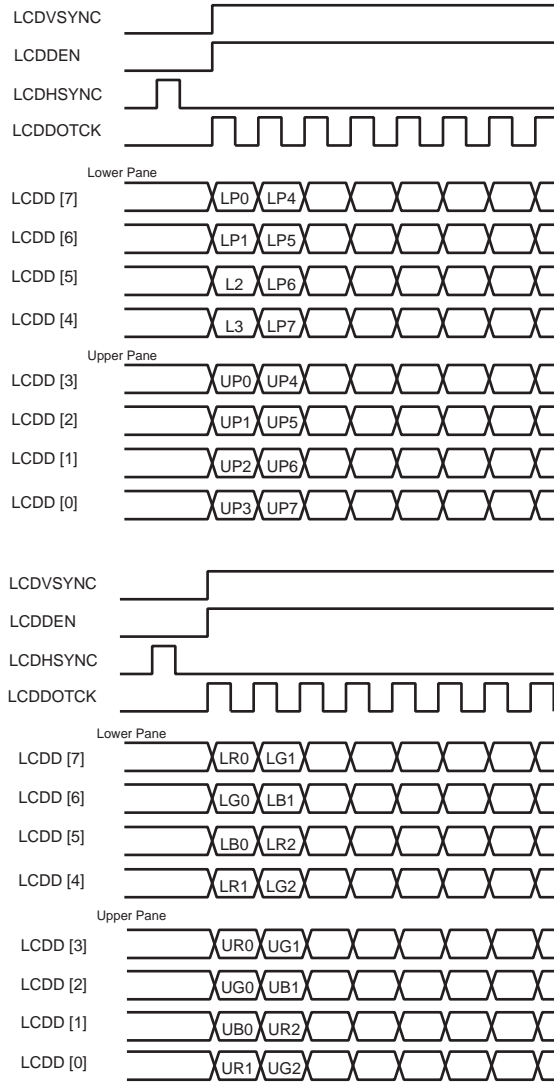 LCDVSYNC
LCDDEN
LCDHSYNC
LCDDOTCK
Lower Pane
LCDD [7] LP0 LP4
LCDD [6] LP1 LP5
LCDD [5] L2 LP6
LCDD [4] L3 LP7
Upper Pane
LCDD [3] UP0 UP4
LCDD [2] UP1 UP5
LCDD [1] UP2 UP6
LCDD [0] UP3 UP7
LCDVSYNC
LCDDEN
LCDHSYNC
LCDDOTCK
Lower Pane
LCDD [7] LR0 LG1
LCDD [6] LG0 LB1
LCDD [5] LB0 LR2
LCDD [4] LR1 LG2
Upper Pane
LCDD [3] UR0 UG1
LCDD [2] UG0 UB1
LCDD [1] UB0 UR2
LCDD [0] UR1 UG2